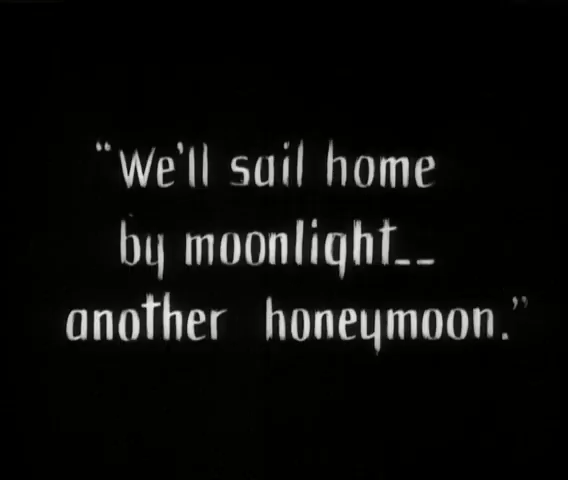 “We'll sail home
by moonlight--
another honeymoon.”